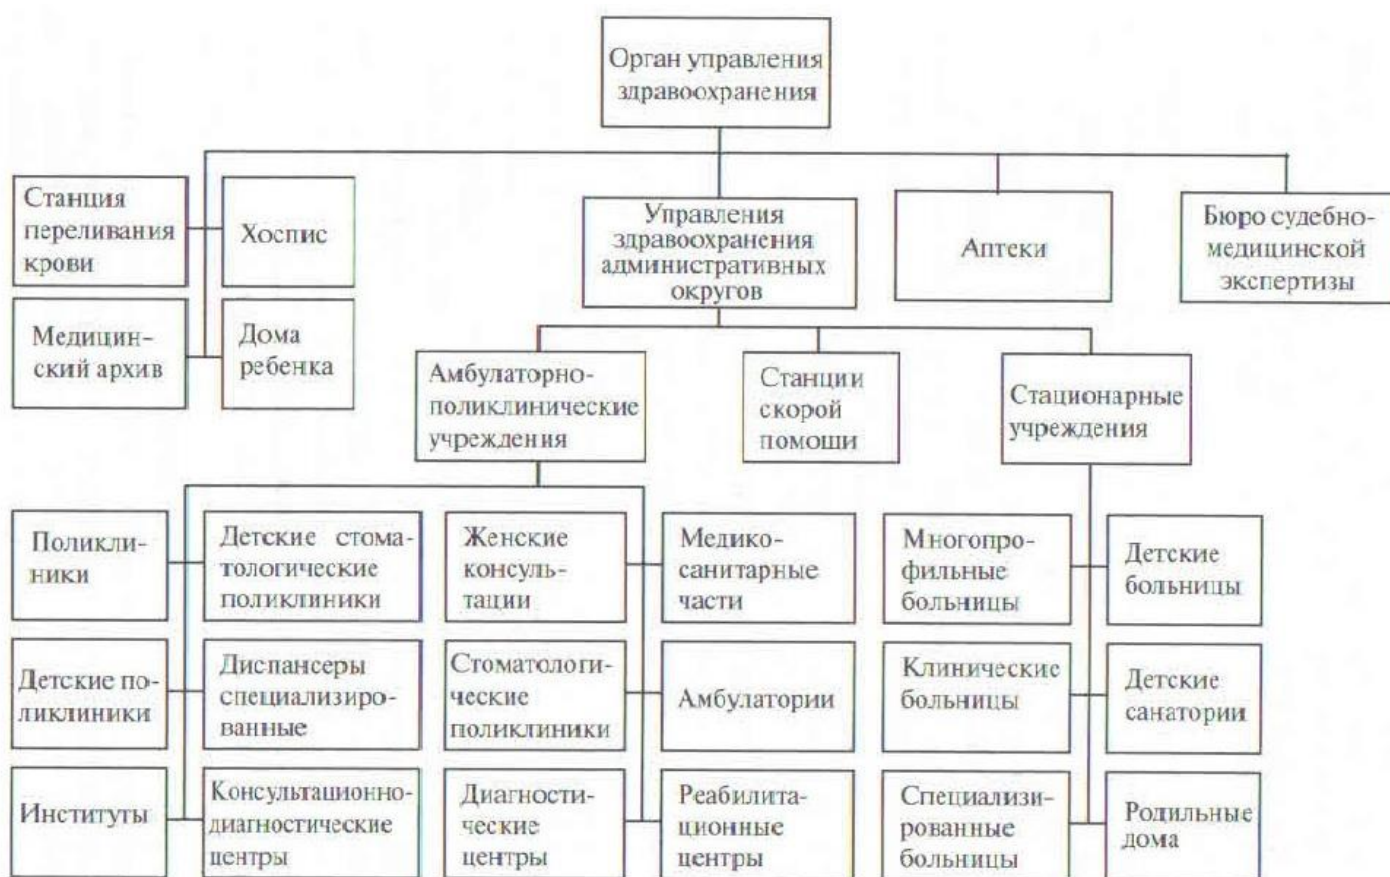 Орган управления
здравоохранения
Станция
переливания
крови
Хоспис
Управления
здравоохранения
административных
округов
Аптеки
Бюро судебно-
медицинской
экспертизы
Медицин-
ский архив
Дома
ребенка
Амбулаторно-
поликлинические
учреждения
Станции
скорой
помоши
Стационарные
учреждения
Поликли-
ники
Детские стома-
тологические
поликлиники
Женские
консуль-
тации
Медико-
санитарные
части
Многопро-
фильные
больницы
Детские
больницы
Детские по-
ликлиники
Диспансеры
специализиро-
ванные
Стоматологи-
ческие
поликлиники
Амбулатории
Клинические
больницы
Детские
санатории
Институты
Консультационно-
диагностические
центры
Диагности-
ческие
центры
Реабилита-
ционные
центры
Специализи-
рованные
больницы
Родильные
дома